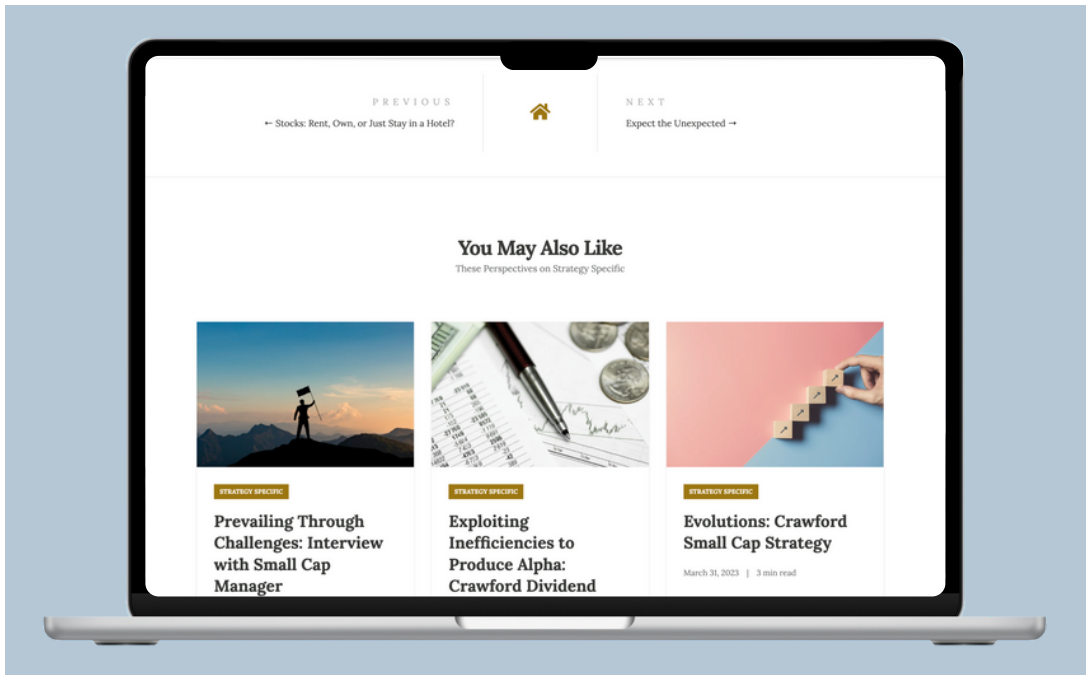 PREVIOUS
← Stocks: Rent, Own, or Just Stay in a Hotel?
NEXT
Expect the Unexpected →
You May Also Like
These Perspectives on Strategy Specific
STRATEGY SPECIFIC
Prevailing Through
Challenges: Interview
with Small Cap
Manager
STRATEGY SPECIFIC
Exploiting
Inefficiencies to
Produce Alpha:
Crawford Dividend
STRATEGY SPECIFIC
Evolutions: Crawford
Small Cap Strategy
March 31, 2023 | 3 min read